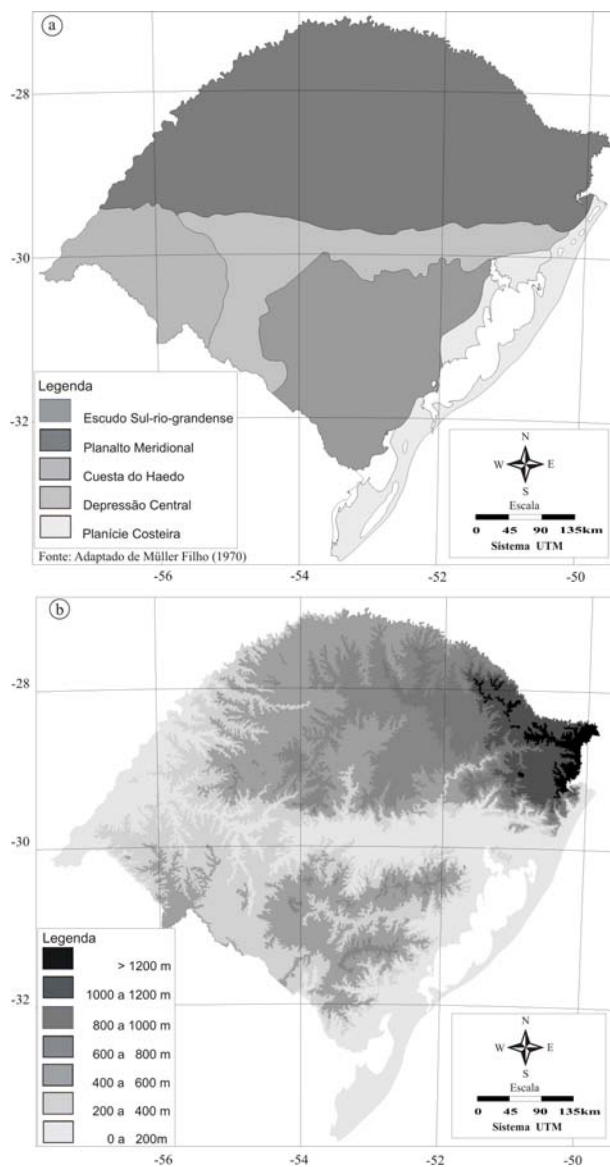 a
-28
-30
-32
Legenda
Escudo Sul-rio-grandense
Planalto Meridional
Cuesta do Haedo
Depressão Central
Planície Costeira
Fonte: Adaptado de Müller Filho (1970)
N
W E
S
Escala
0 45 90 135km
Sistema UTM
-56 -54 -52 -50
b
-28
-30
-32
Legenda
> 1200 m
1000 a 1200 m
800 a 1000 m
600 a 800 m
400 a 600 m
200 a 400 m
0 a 200m
N
W E
S
Escala
0 45 90 135km
Sistema UTM
-56 -54 -52 -50